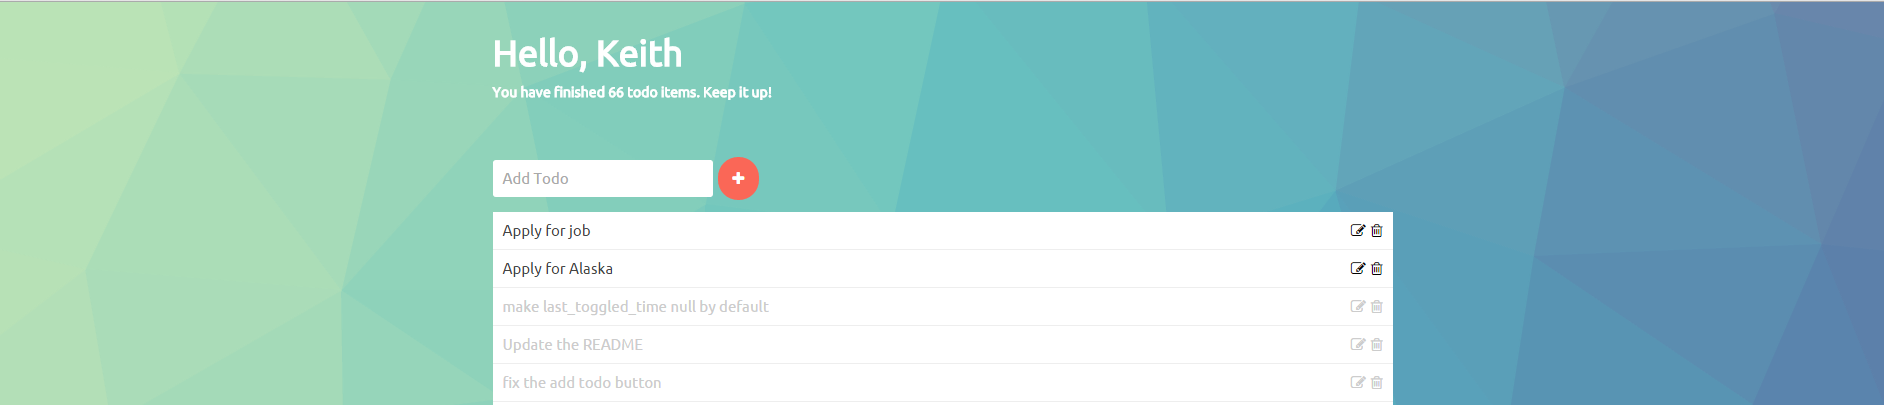 Hello, Keith
You have finished 66 todo items. Keep it up!
Add Todo
Apply for job
Apply for Alaska
make last_toggled_time null by default
Update the README
fix the add todo button